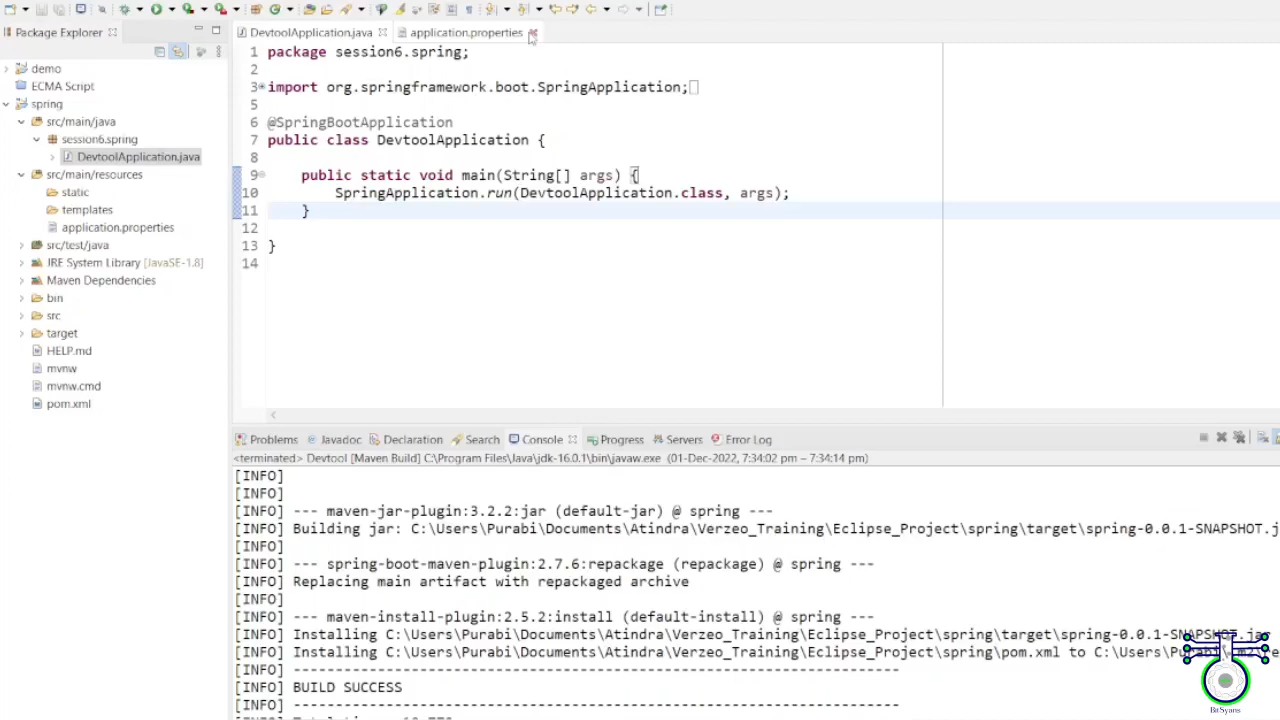 Package Explorer
demo
ECMA Script
spring
src/main/java
session6.spring
DevtoolApplication.java
src/main/resources
static
templates
application.properties
src/test/java
JRE System Library [JavaSE-1.8]
Maven Dependencies
bin
src
target
HELP.md
mvnw
mvnw.cmd
pom.xml
DevtoolApplication.java application.properties
1 package session6.spring;
2
3 import org.springframework.boot.SpringApplication;
5
6 @SpringBootApplication
7 public class DevtoolApplication {
8
9 public static void main(String[] args) {
10 SpringApplication.run(DevtoolApplication.class, args);
11 }
12
13 }
14
Problems Javadoc Declaration Search Console Progress Servers Error Log
<terminated> Devtool [Maven Build] C:\Program Files\Java\jdk-16.0.1\bin\javaw.exe (01-Dec-2022, 7:34:02 pm – 7:34:14 pm)
[INFO]
[INFO]
[INFO] --- maven-jar-plugin:3.2.2:jar (default-jar) @ spring ---
[INFO] Building jar: C:\Users\Purabi\Documents\Atindra\Verzeo_Training\Eclipse_Project\spring\target\spring-0.0.1-SNAPSHOT.j
[INFO]
[INFO] --- spring-boot-maven-plugin:2.7.6:repackage (repackage) @ spring ---
[INFO] Replacing main artifact with repackaged archive
[INFO]
[INFO] --- maven-install-plugin:2.5.2:install (default-install) @ spring ---
[INFO] Installing C:\Users\Purabi\Documents\Atindra\Verzeo_Training\Eclipse_Project\spring\target\spring-0.0.1-SNAPSHOT.jar
[INFO] Installing C:\Users\Purabi\Documents\Atindra\Verzeo_Training\Eclipse_Project\spring\pom.xml to C:\Users\
[INFO] ------------------------------------------------------------------------
[INFO] BUILD SUCCESS
[INFO] ------------------------------------------------------------------------
BitSyans